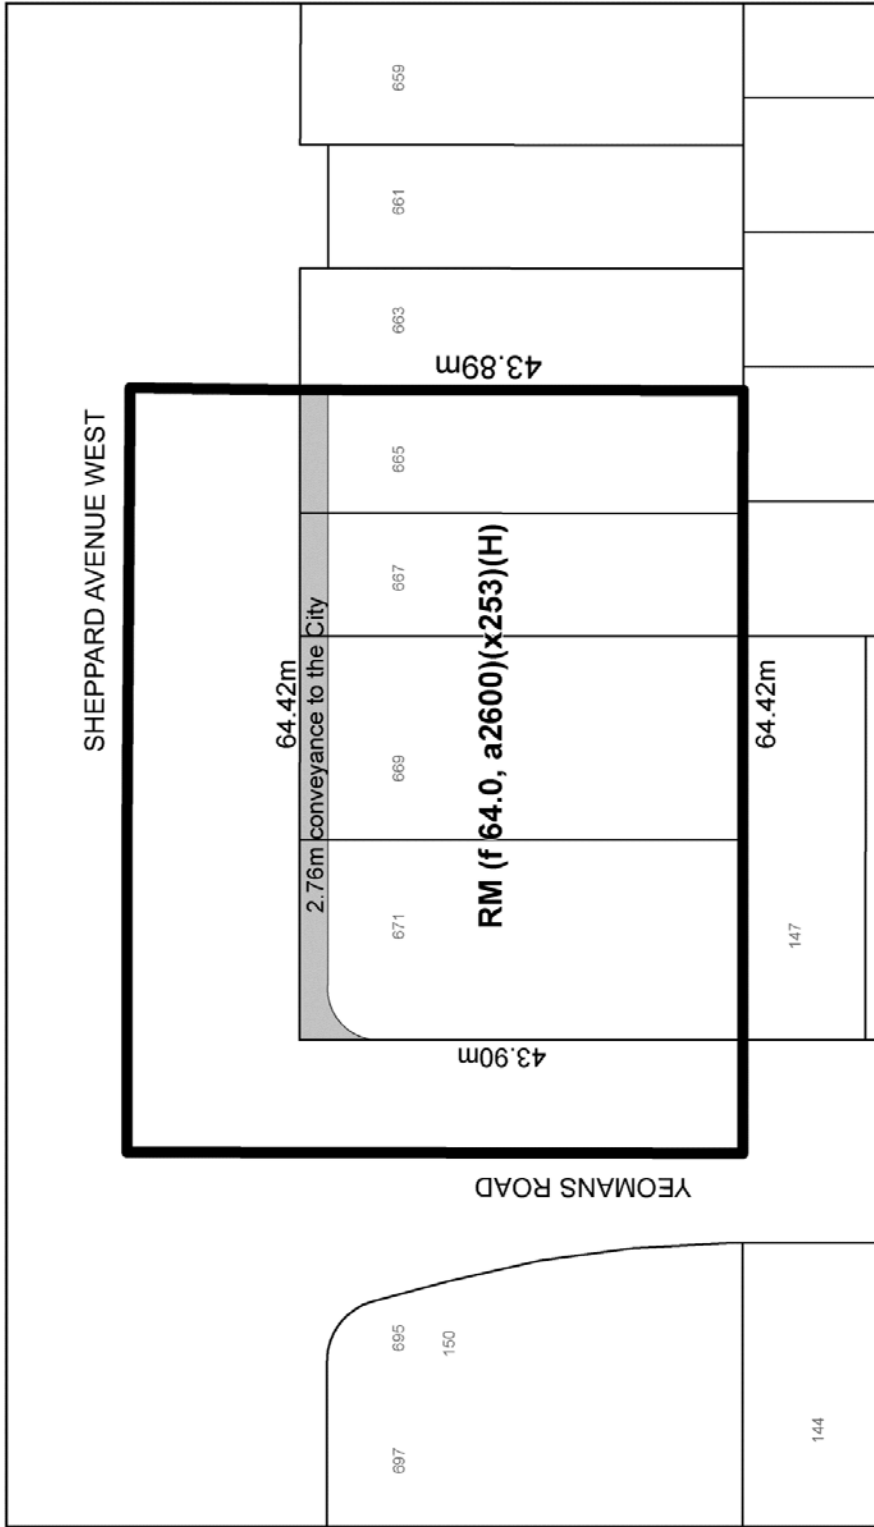 SHEPPARD AVENUE WEST
64.42m
2.76m conveyance to the City
697
695
671
669
667
665
663
661
659
150
43.90m
43.89m
RM (f 64.0, a2600)(x253)(H)
YEOMANS ROAD
64.42m
144
147